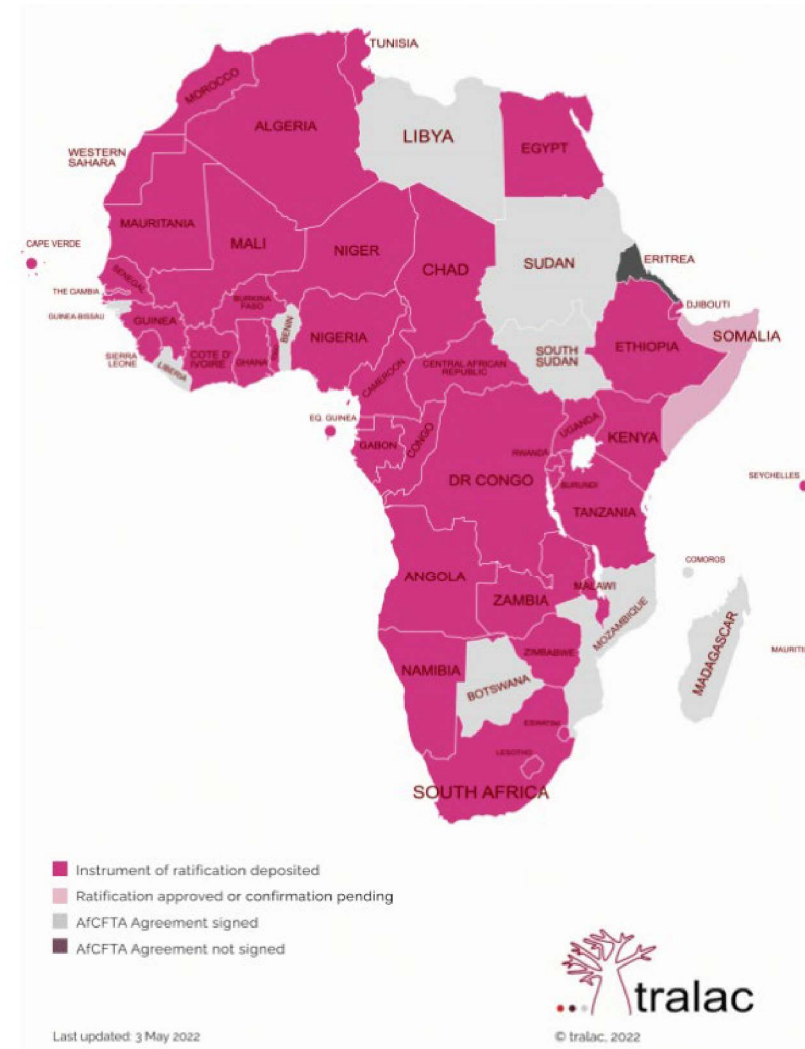 TUNISIA
MOROCCO
ALGERIA
LIBYA
EGYPT
WESTERN
SAHARA
MAURITANIA
MALI
NIGER
CHAD
SUDAN
ERITREA
CAPE VERDE
SENEGAL
THE GAMBIA
GUINEA-BISSAU
GUINEA
BURKINA
FASO
BENIN
NIGERIA
DJIBOUTI
SOMALIA
ETHIOPIA
SOUTH
SUDAN
SIERRA
LEONE
LIBERIA
COTE D'
IVOIRE
GHANA
TOGO
CAMEROON
CENTRAL AFRICAN
REPUBLIC
EQ. GUINEA
GABON
CONGO
UGANDA
KENYA
RWANDA
BURUNDI
DR CONGO
TANZANIA
SEYCHELLES
COMOROS
ANGOLA
ZAMBIA
MALAWI
MOZAMBIQUE
MADAGASCAR
MAURITI
ZIMBABWE
NAMIBIA
BOTSWANA
ESWATINI
LESOTHO
SOUTH AFRICA
Instrument of ratification deposited
Ratification approved or confirmation pending
AfCFTA Agreement signed
AfCFTA Agreement not signed
tralac
Last updated: 3 May 2022
© tralac, 2022